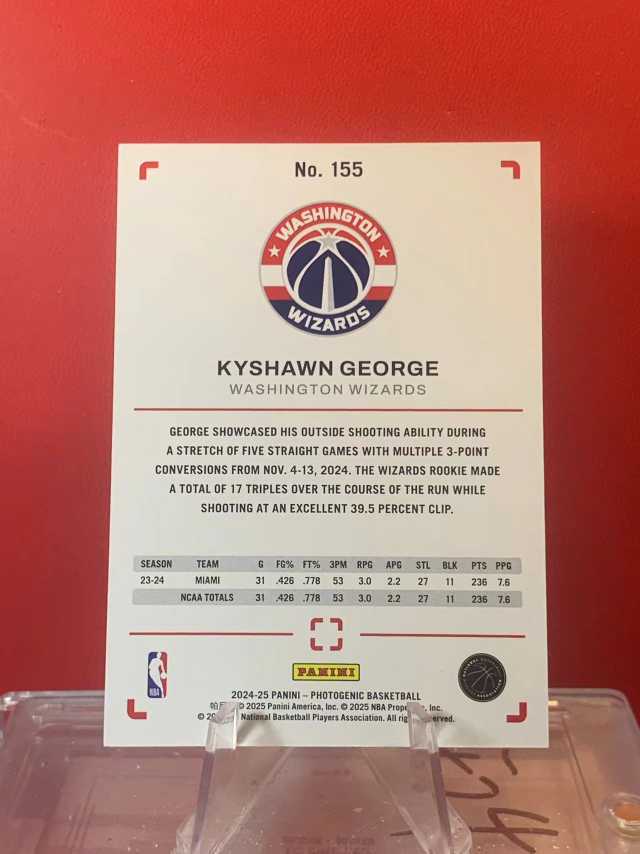 No. 155
WASHINGTON
WIZARDS
KYSHAWN GEORGE
WASHINGTON WIZARDS
GEORGE SHOWCASED HIS OUTSIDE SHOOTING ABILITY DURING
A STRETCH OF FIVE STRAIGHT GAMES WITH MULTIPLE 3-POINT
CONVERSIONS FROM NOV. 4-13, 2024. THE WIZARDS ROOKIE MADE
A TOTAL OF 17 TRIPLES OVER THE COURSE OF THE RUN WHILE
SHOOTING AT AN EXCELLENT 39.5 PERCENT CLIP.
SEASON TEAM G FG% FT% 3PM RPG APG STL BLK PTS PPG
23-24 MIAMI 31 .426 .778 53 3.0 2.2 27 11 236 7.6
NCAA TOTALS 31 .426 .778 53 3.0 2.2 27 11 236 7.6
NBA
PANINI
2024-25 PANINI – PHOTOGENIC BASKETBALL
帕 © 2025 Panini America, Inc. © 2025 NBA Inc.
© National Basketball Players Association. All